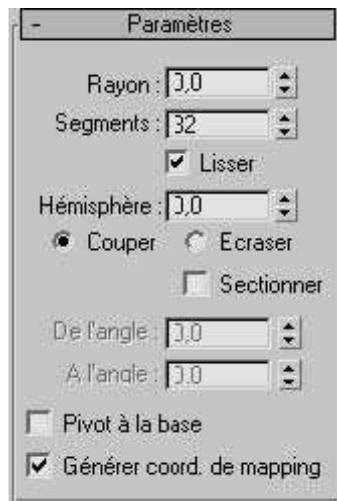 - Paramètres
Rayon : 0,0
Segments : 32
Lisser
Hémisphère : 0,0
Couper Ecraser
Sectionner
De l'angle : 0,0
A l'angle : 0,0
Pivot à la base
Générer coord. de mapping